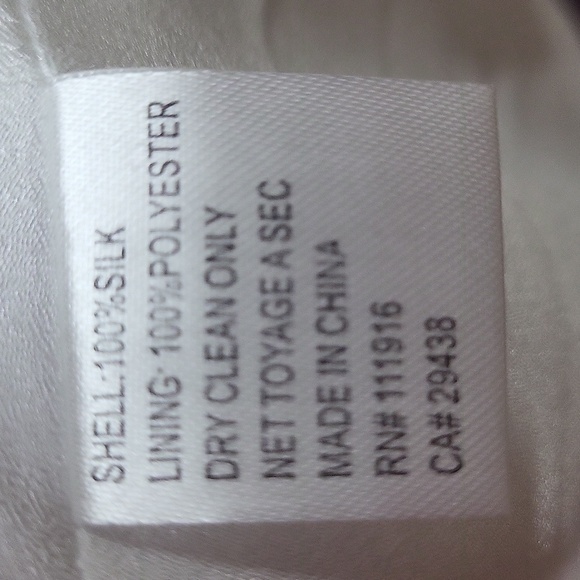 SHELL:100%SILK
LINING: 100%POLYESTER
DRY CLEAN ONLY
NET TOYAGE A SEC
MADE IN CHINA
RN# 111916
CA# 29438